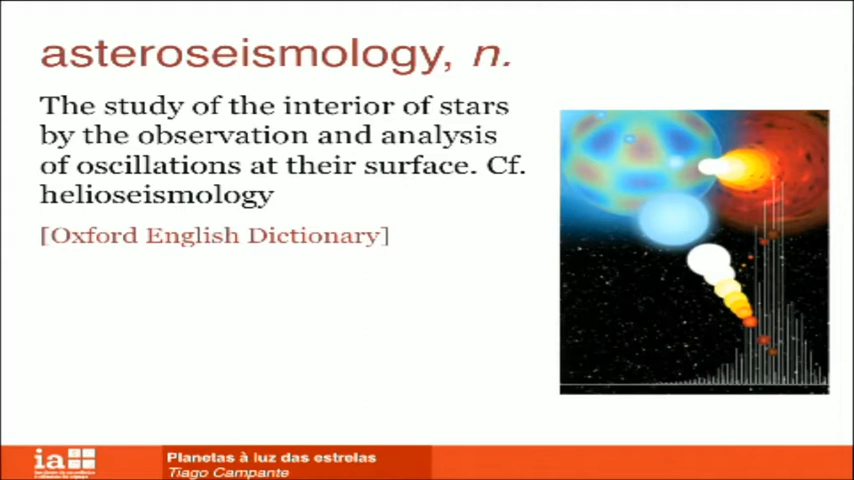 asteroseismology, n.
The study of the interior of stars
by the observation and analysis
of oscillations at their surface. Cf.
helioseismology
[Oxford English Dictionary]
ia
Planetas à luz das estrelas
Tiago Campante